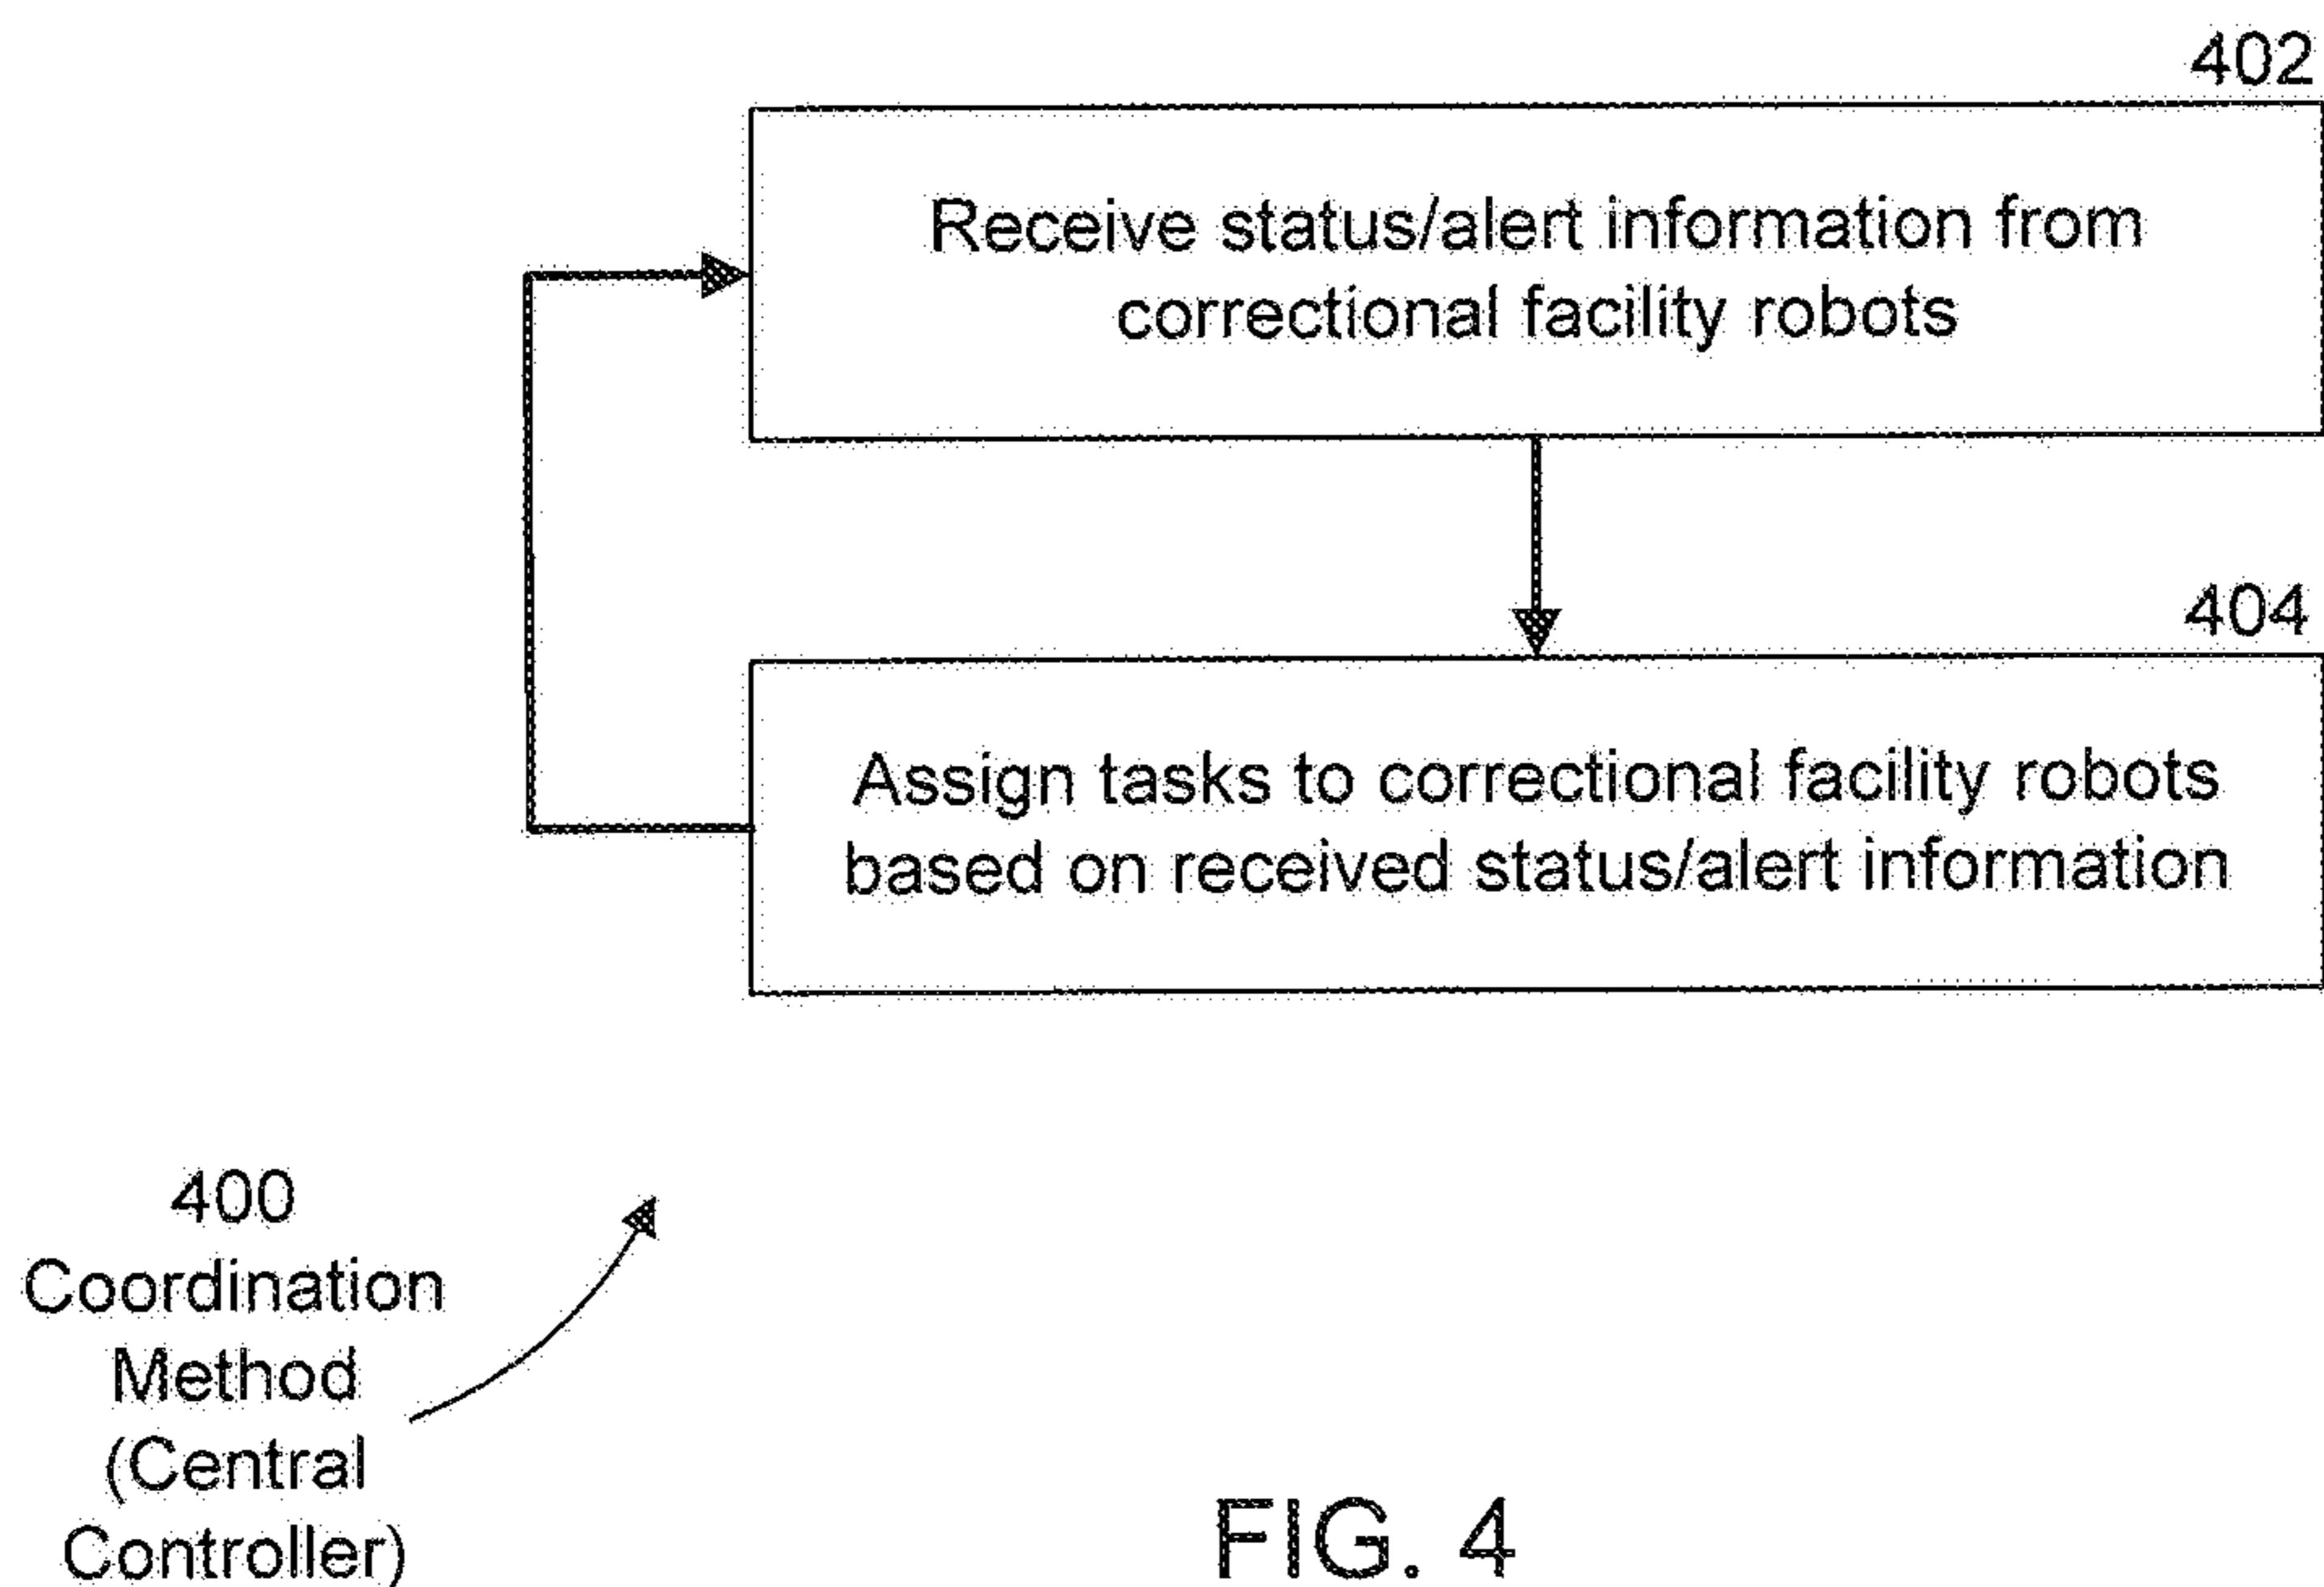 402
Receive status/alert information from
correctional facility robots
404
Assign tasks to correctional facility robots
based on received status/alert information
400
Coordination
Method
(Central
Controller)
FIG. 4